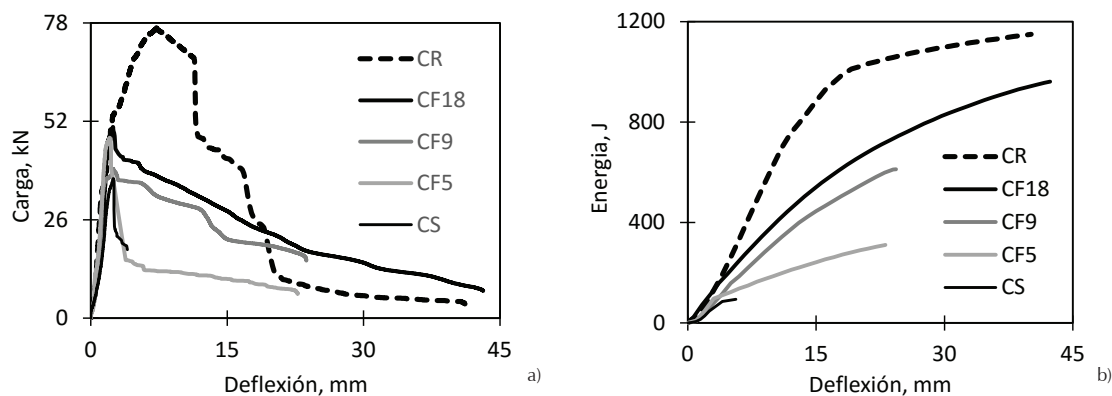 78
52
26
0
Carga, kN
CR
CF18
CF9
CF5
CS
0 15 30 45
Deflexión, mm
a)
1200
800
400
0
Energia, J
CR
CF18
CF9
CF5
CS
0 15 30 45
Deflexión, mm
b)